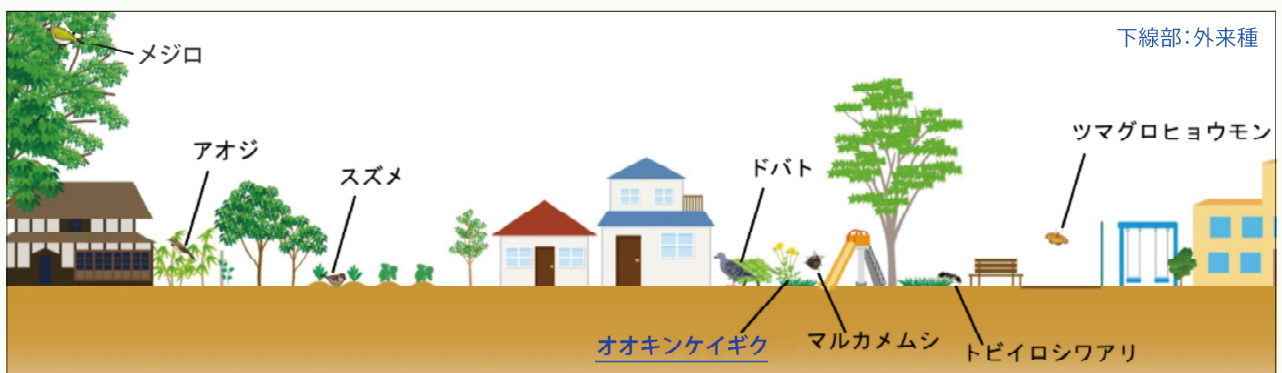 下線部：外来種
メジロ
アオジ
スズメ
ドバト
ツマグロヒョウモン
オオキンケイギク
マルカメムシ
トビイロシワアリ